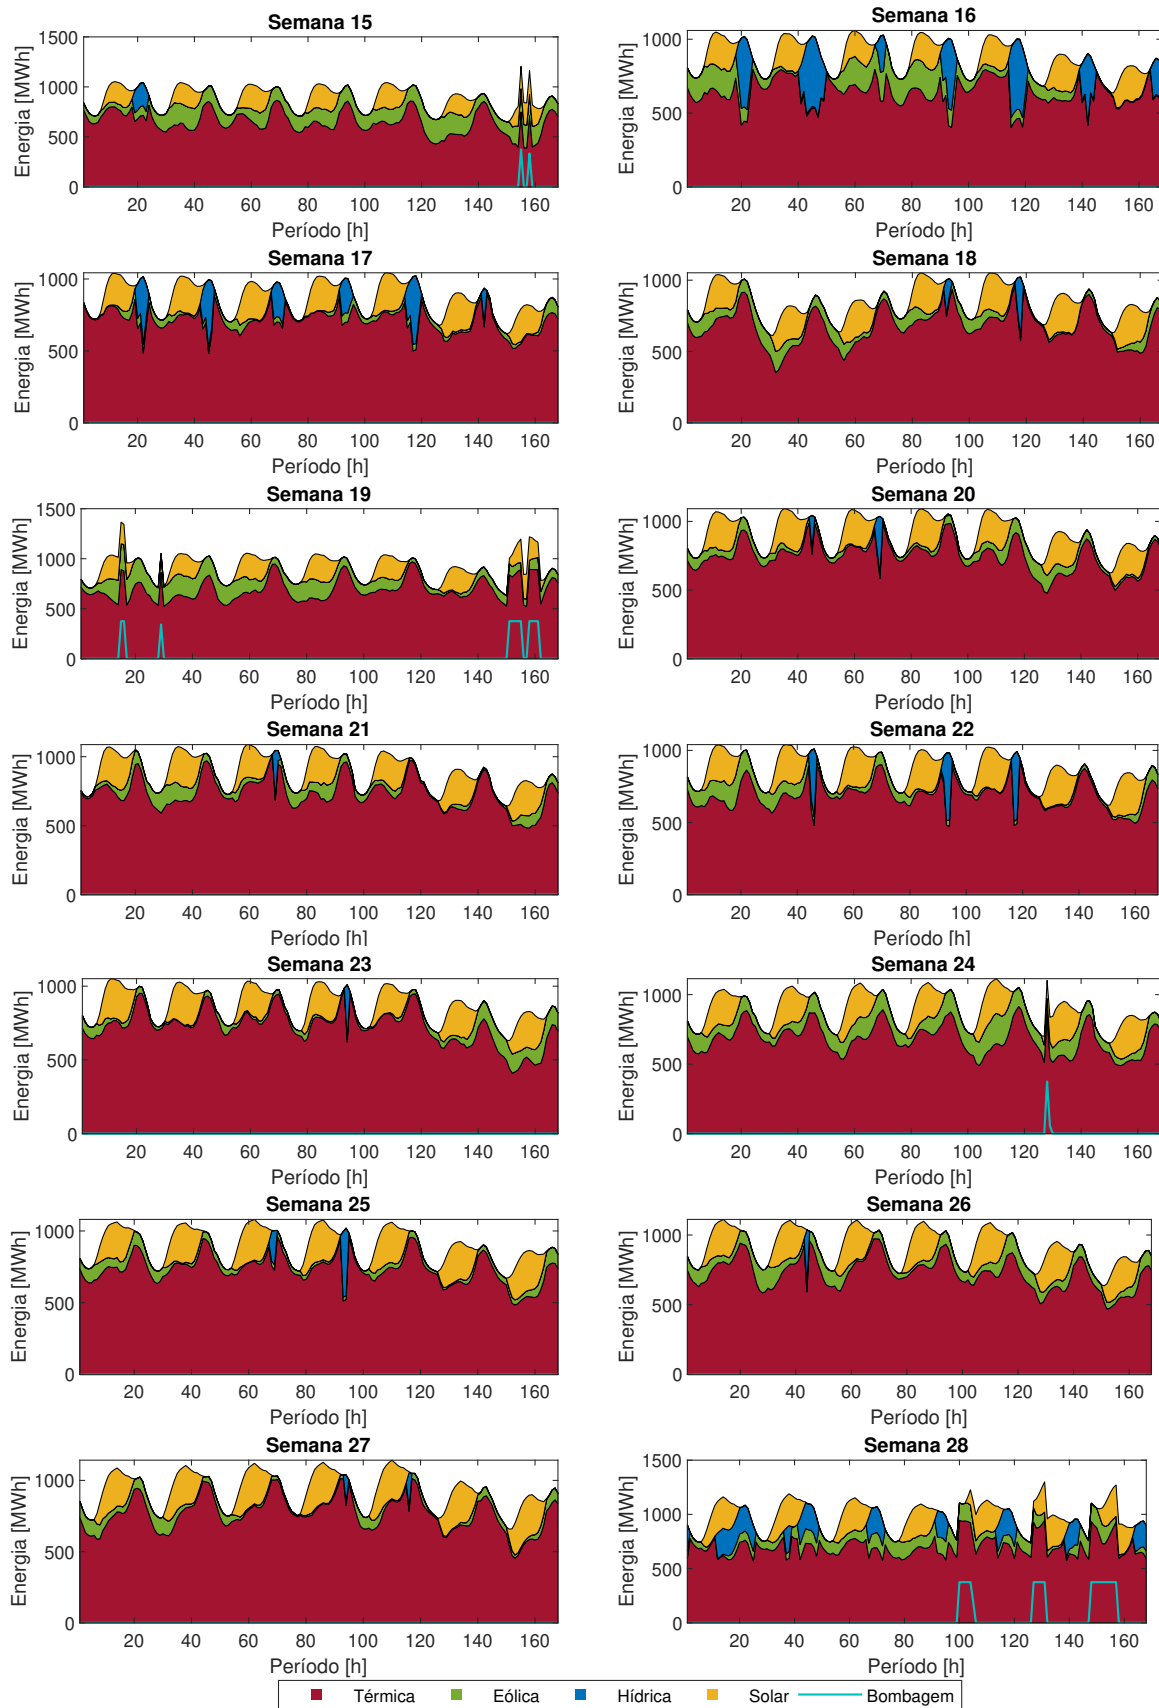 Semana 15
Energia [MWh]
1500
1000
500
0
20 40 60 80 100 120 140 160
Período [h]
Semana 16
Energia [MWh]
1000
500
0
20 40 60 80 100 120 140 160
Período [h]
Semana 17
Energia [MWh]
1000
500
0
20 40 60 80 100 120 140 160
Período [h]
Semana 18
Energia [MWh]
1000
500
0
20 40 60 80 100 120 140 160
Período [h]
Semana 19
Energia [MWh]
1500
1000
500
0
20 40 60 80 100 120 140 160
Período [h]
Semana 20
Energia [MWh]
1000
500
0
20 40 60 80 100 120 140 160
Período [h]
Semana 21
Energia [MWh]
1000
500
0
20 40 60 80 100 120 140 160
Período [h]
Semana 22
Energia [MWh]
1000
500
0
20 40 60 80 100 120 140 160
Período [h]
Semana 23
Energia [MWh]
1000
500
0
20 40 60 80 100 120 140 160
Período [h]
Semana 24
Energia [MWh]
1000
500
0
20 40 60 80 100 120 140 160
Período [h]
Semana 25
Energia [MWh]
1000
500
0
20 40 60 80 100 120 140 160
Período [h]
Semana 26
Energia [MWh]
1000
500
0
20 40 60 80 100 120 140 160
Período [h]
Semana 27
Energia [MWh]
1000
500
0
20 40 60 80 100 120 140 160
Período [h]
Semana 28
Energia [MWh]
1500
1000
500
0
20 40 60 80 100 120 140 160
Período [h]
Térmica Eólica Hídrica Solar Bombagem